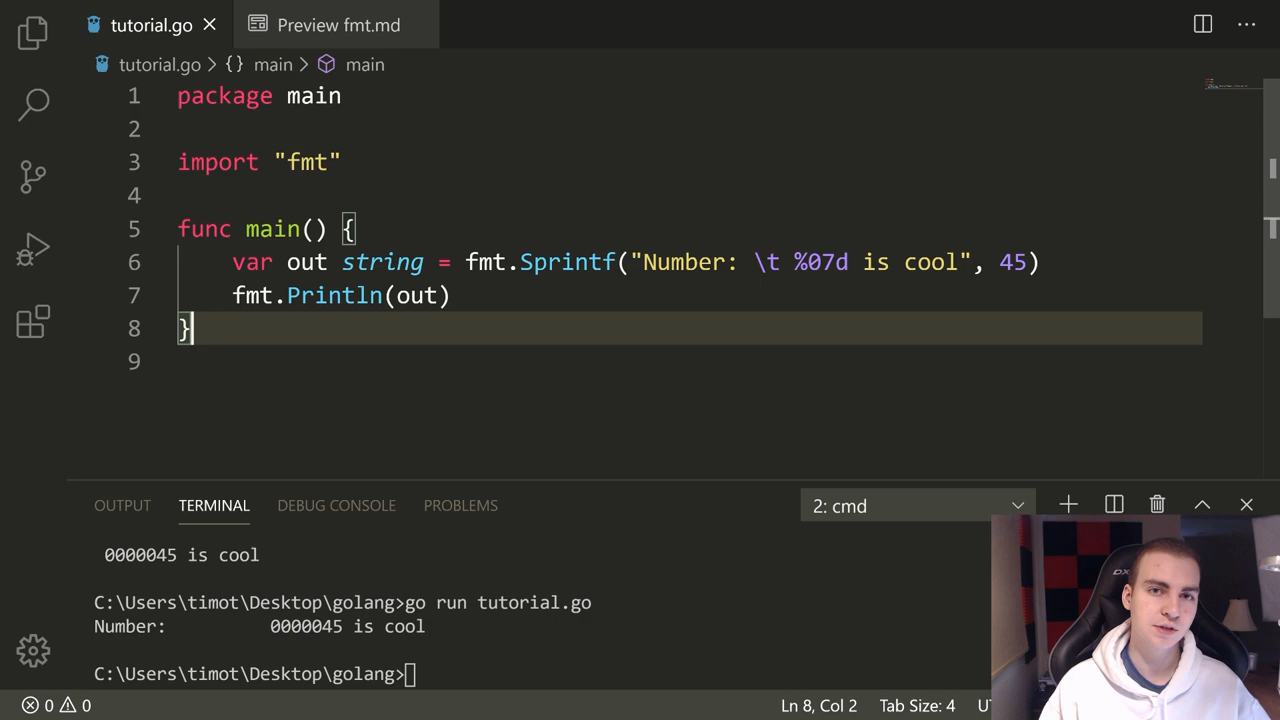 tutorial.go
Preview fmt.md
tutorial.go > {} main > main
1 package main
2
3 import "fmt"
4
5 func main() {
6 var out string = fmt.Sprintf("Number: \t %07d is cool", 45)
7 fmt.Println(out)
8 }
9
OUTPUT TERMINAL DEBUG CONSOLE PROBLEMS 2: cmd
0000045 is cool
C:\Users\timot\Desktop\golang>go run tutorial.go
Number: 0000045 is cool
C:\Users\timot\Desktop\golang>
0 0 Ln 8, Col 2 Tab Size: 4